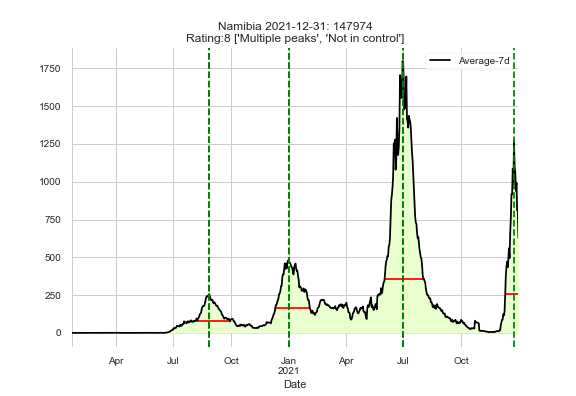 Namibia 2021-12-31: 147974
Rating:8 ['Multiple peaks', 'Not in control']
Average-7d
1750
1500
1250
1000
750
500
250
0
Apr Jul Oct Jan Apr Jul Oct
2021
Date